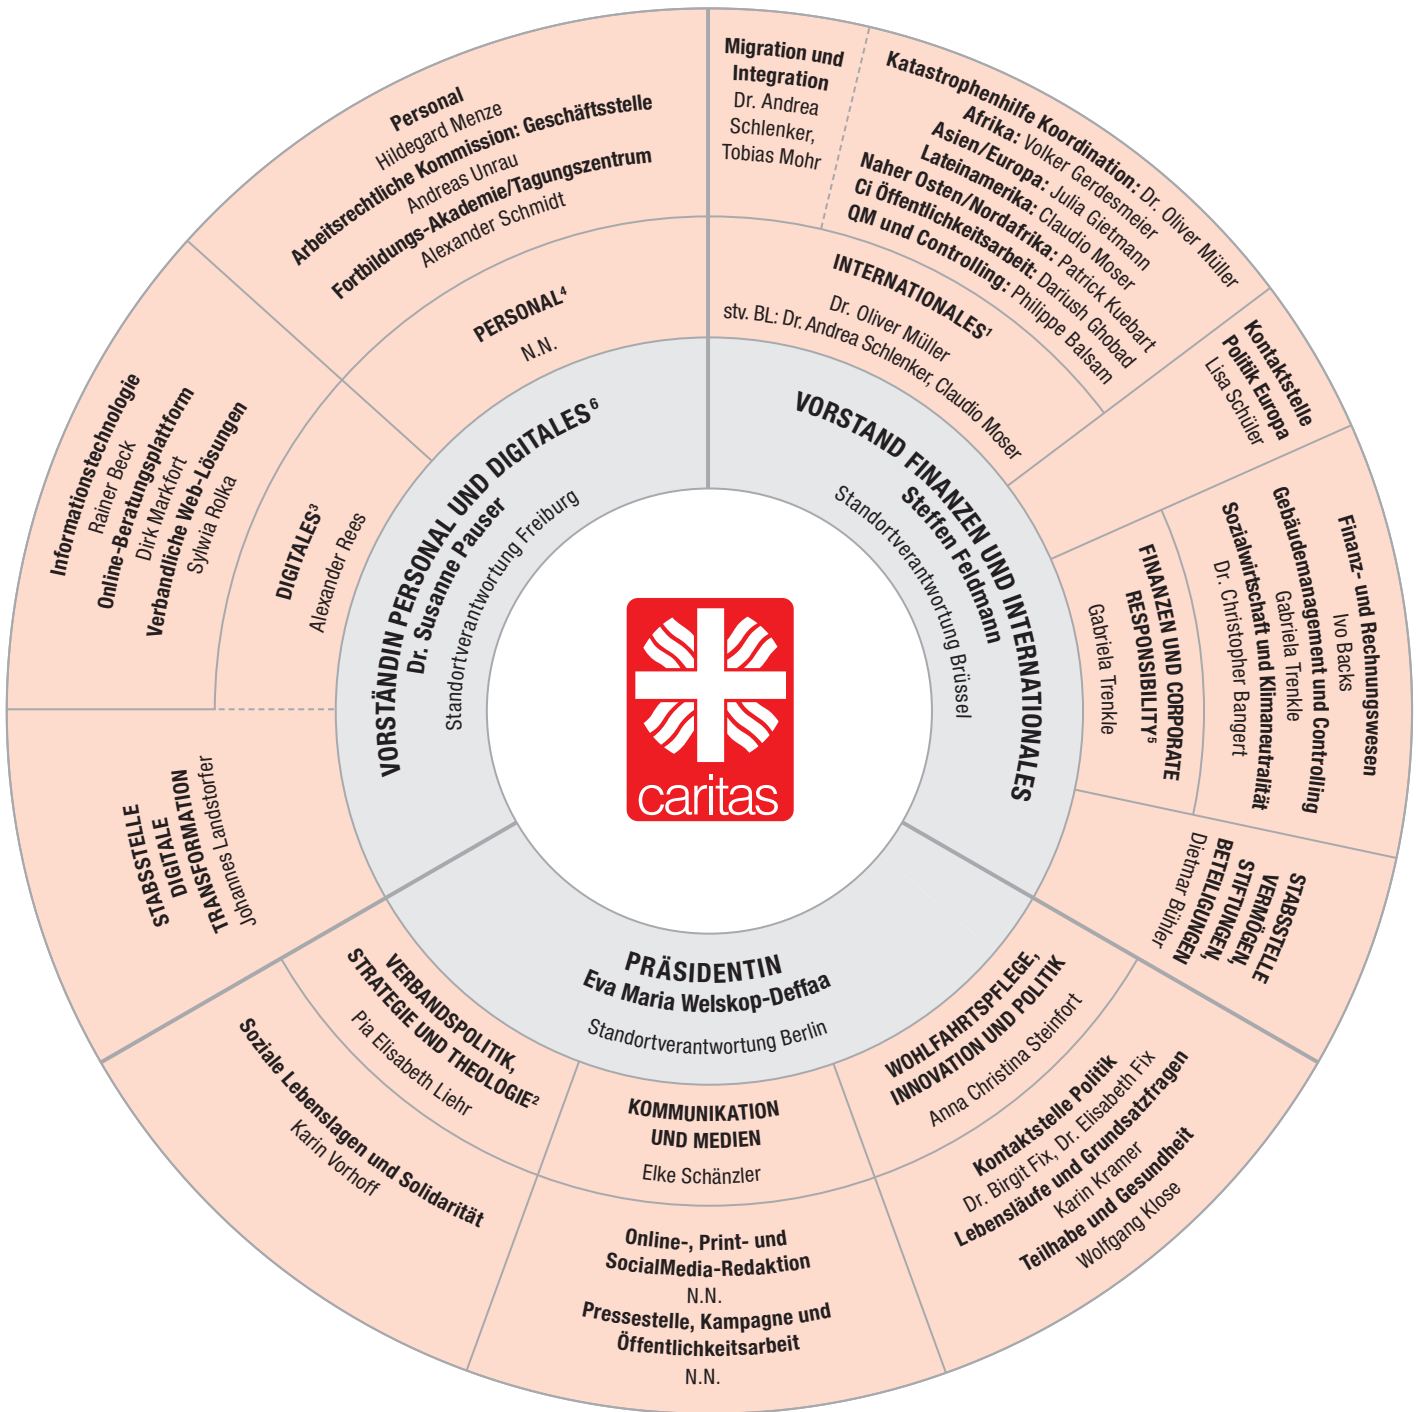 Migration und
Integration
Dr. Andrea
Schlenker,
Tobias Mohr
Katastrophenhilfe Koordination: Dr. Oliver Müller
Afrika: Volker Gerdesmeier
Asien/Europa: Julia Gietmann
Lateinamerika: Claudio Moser
Naher Osten/Nordafrika: Patrick Kuebart
Ci Öffentlichkeitsarbeit: Dariush Ghobad
QM und Controlling: Philippe Balsam
INTERNATIONALES¹
Dr. Oliver Müller
stv. BL: Dr. Andrea Schlenker, Claudio Moser
Kontaktstelle
Politik Europa
Lisa Schüler
VORSTAND FINANZEN UND INTERNATIONALES
Steffen Feldmann
Standortverantwortung Brüssel
Finanz- und Rechnungswesen
Ivo Backs
Gebäudemanagement und Controlling
Gabriela Trenkle
Sozialwirtschaft und Klimaneutralität
Dr. Christopher Bangert
FINANZEN UND CORPORATE
RESPONSIBILITY⁵
Gabriela Trenkle
STABSSTELLE
VERMÖGEN,
STIFTUNGEN,
BETEILIGUNGEN
Dietmar Bühler
WOHLFAHRTSPFLEGE,
INNOVATION UND POLITIK
Anna Christina Steinfort
Kontaktstelle Politik
Dr. Birgit Fix, Dr. Elisabeth Fix
Lebensläufe und Grundsatzfragen
Karin Kramer
Teilhabe und Gesundheit
Wolfgang Klose
PRÄSIDENTIN
Eva Maria Welskop-Deffaa
Standortverantwortung Berlin
KOMMUNIKATION
UND MEDIEN
Elke Schänzler
Online-, Print- und
SocialMedia-Redaktion
N.N.
Pressestelle, Kampagne und
Öffentlichkeitsarbeit
N.N.
VERBANDSPOLITIK,
STRATEGIE UND THEOLOGIE²
Pia Elisabeth Liehr
Soziale Lebenslagen und Solidarität
Karin Vorhoff
STABSSTELLE
DIGITALE
TRANSFORMATION
Johannes Landstorfer
VORSTÄNDIN PERSONAL UND DIGITALES⁶
Dr. Susanne Pauser
Standortverantwortung Freiburg
DIGITALES³
Alexander Rees
Informationstechnologie
Rainer Beck
Online-Beratungsplattform
Dirk Markfort
Verbandliche Web-Lösungen
Sylwia Rolka
PERSONAL⁴
N.N.
Personal
Hildegard Menze
Arbeitsrechtliche Kommission: Geschäftsstelle
Andreas Unrau
Fortbildungs-Akademie/Tagungszentrum
Alexander Schmidt
caritas